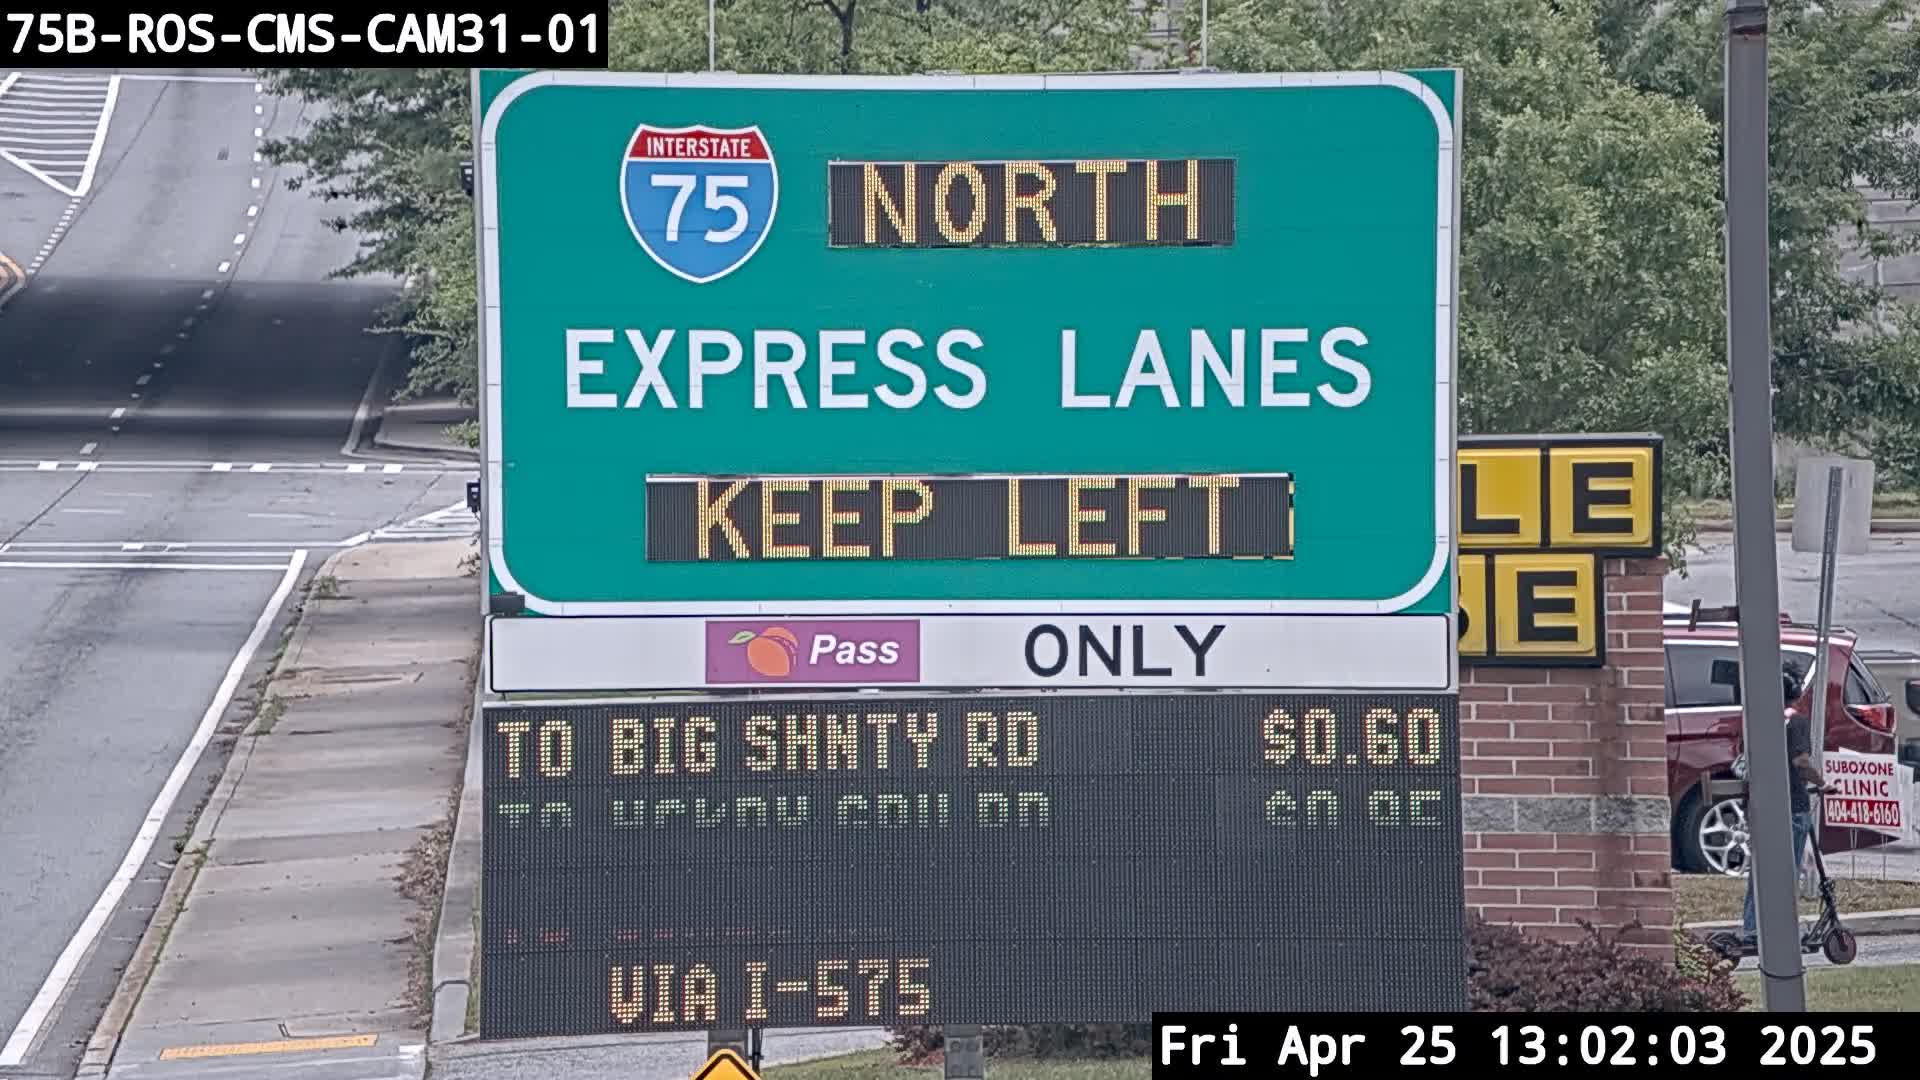 75B-ROS-CMS-CAM31-01
INTERSTATE
75
NORTH
EXPRESS LANES
KEEP LEFT
Pass ONLY
TO BIG SHNTY RD $0.60
VIA I-575
LE
E
SUBOXONE
CLINIC
404-418-6160
Fri Apr 25 13:02:03 2025